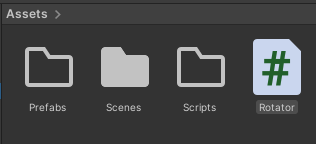 Assets >
Prefabs
Scenes
Scripts
#
Rotator